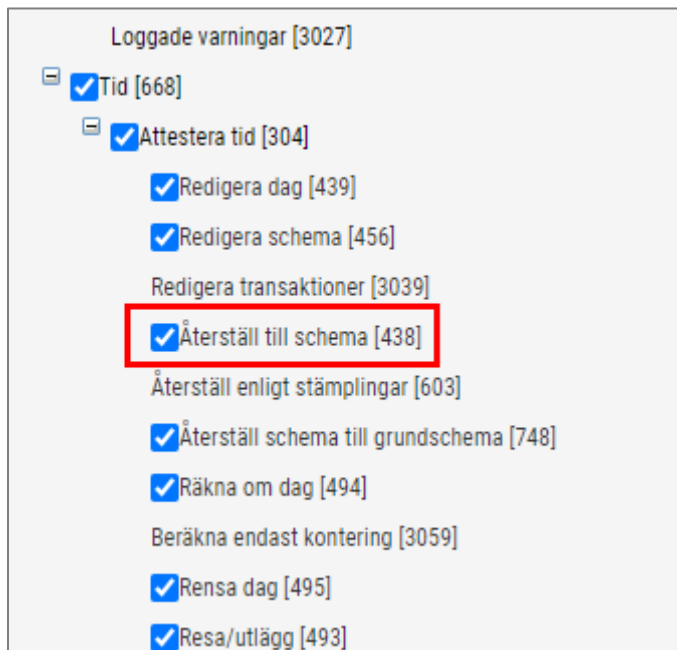 Loggade varningar [3027]
Tid [668]
Attestera tid [304]
Redigera dag [439]
Redigera schema [456]
Redigera transaktioner [3039]
Återställ till schema [438]
Återställ enligt stämplingar [603]
Återställ schema till grundschema [748]
Räkna om dag [494]
Beräkna endast kontering [3059]
Rensa dag [495]
Resa/utlägg [493]